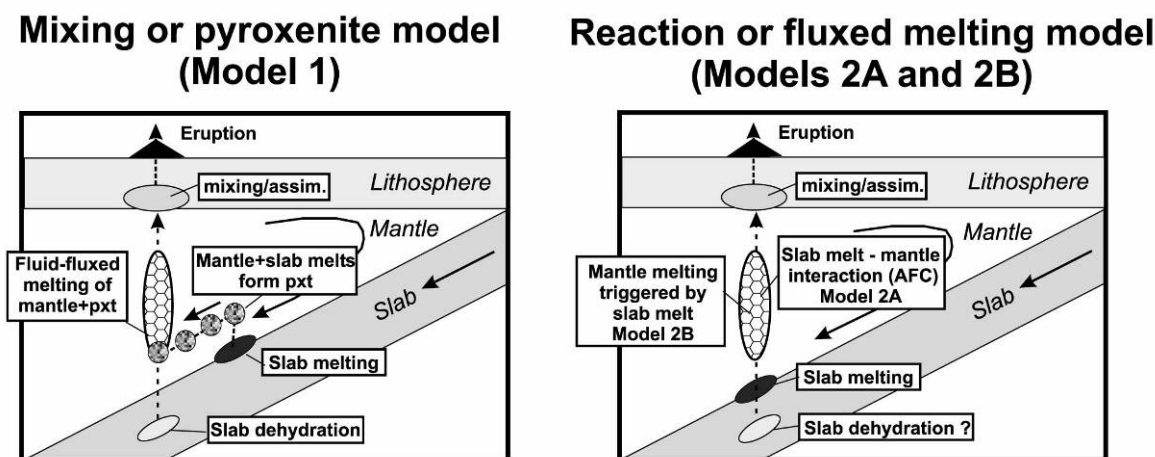 Mixing or pyroxenite model
(Model 1)
Eruption
mixing/assim.
Lithosphere
Mantle
Fluid-fluxed
melting of
mantle+pxt
Mantle+slab melts
form pxt
Slab
Slab melting
Slab dehydration
Reaction or fluxed melting model
(Models 2A and 2B)
Eruption
mixing/assim.
Lithosphere
Mantle
Mantle melting
triggered by
slab melt
Model 2B
Slab melt - mantle
interaction (AFC)
Model 2A
Slab
Slab melting
Slab dehydration ?